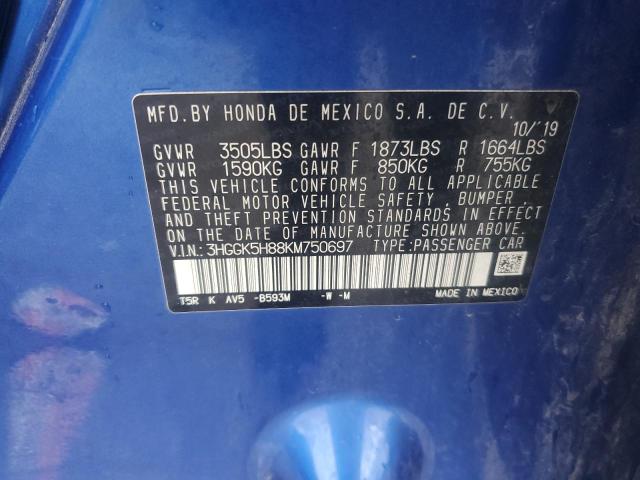 MFD. BY HONDA DE MEXICO S.A. DE C.V.
10/'19
GVWR 3505LBS GAWR F 1873LBS R 1664LBS
GVWR 1590KG GAWR F 850KG R 755KG
THIS VEHICLE CONFORMS TO ALL APPLICABLE
FEDERAL MOTOR VEHICLE SAFETY, BUMPER,
AND THEFT PREVENTION STANDARDS IN EFFECT
ON THE DATE OF MANUFACTURE SHOWN ABOVE.
V.I.N.: 3HGGK5H88KM750697 TYPE: PASSENGER CAR
T5R K AV5 -B593M -W -M MADE IN MEXICO